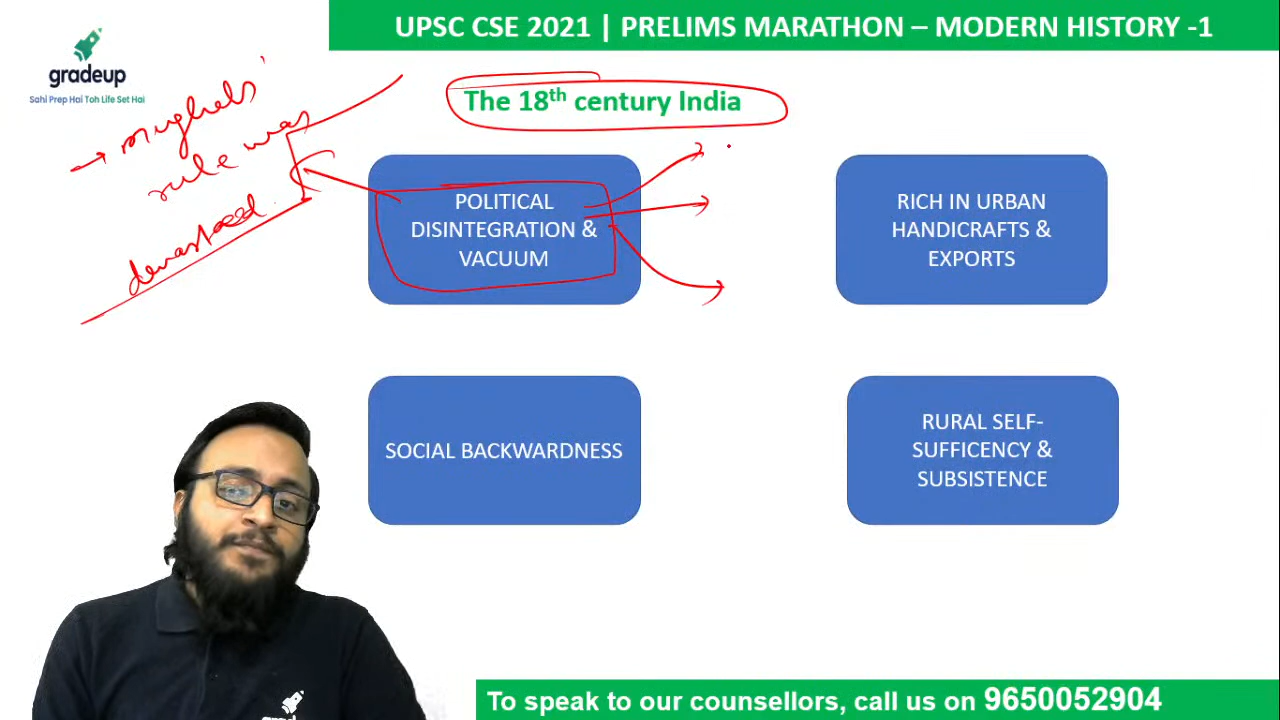 UPSC CSE 2021 | PRELIMS MARATHON – MODERN HISTORY -1
gradeup
Sahi Prep Hai Toh Life Set Hai
The 18th century India
→ mughals'
rule was
devastaed.
POLITICAL
DISINTEGRATION &
VACUUM
RICH IN URBAN
HANDICRAFTS &
EXPORTS
SOCIAL BACKWARDNESS
RURAL SELF-
SUFFICENCY &
SUBSISTENCE
To speak to our counsellors, call us on 9650052904